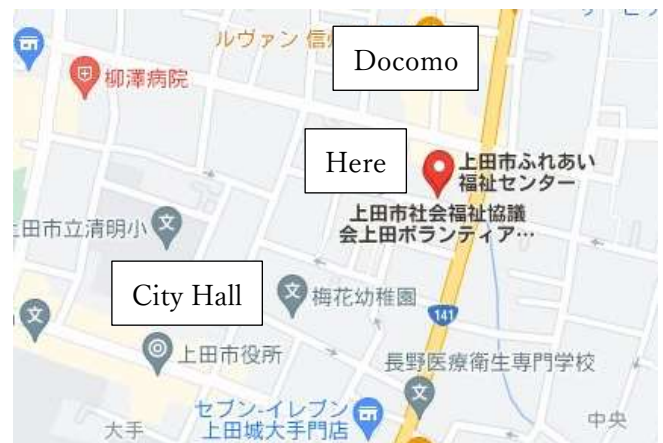 ルヴァン 信
Docomo
柳澤病院
Here
上田市ふれあい
福祉センター
上田市社会福祉協議
会上田ボランティア…
上田市立清明小
City Hall
梅花幼稚園
141
上田市役所
長野医療衛生専門学校
セブン-イレブン
上田城大手門店
大手
中央
文
文
文
文